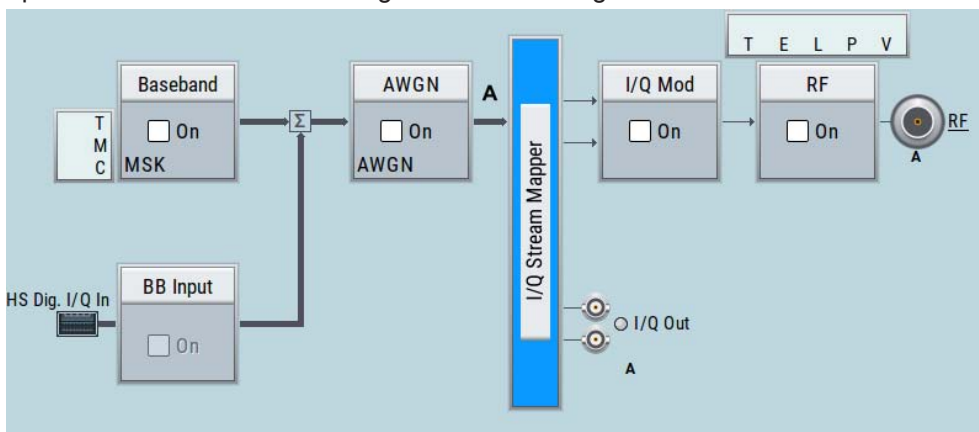 T E L P V
Baseband
On
MSK
T
M
C
Σ
AWGN
On
AWGN
A
I/Q Stream Mapper
I/Q Mod
On
RF
On
RF
A
HS Dig. I/Q In
BB Input
On
I/Q Out
A